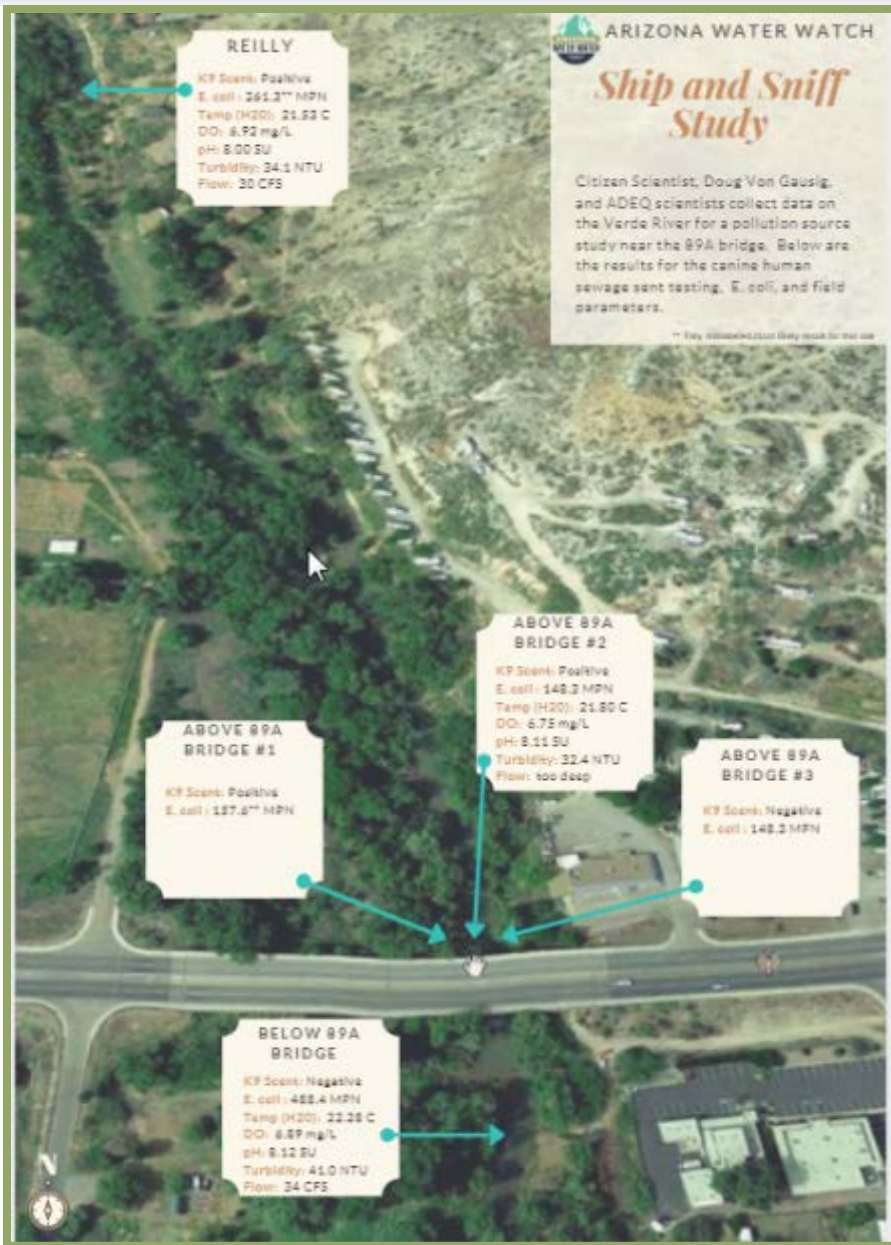 ARIZONA WATER WATCH
Ship and Sniff
Study
Citizen Scientist, Doug Von Gausig,
and ADEQ scientists collect data on
the Verde River for a pollution source
study near the 89A bridge. Below are
the results for the canine human
sewage sent testing, E. coli, and field
parameters.
REILLY
K9 Scent: Positive
E. coli : 261.3** MPN
Temp (H20): 21.53 C
DO: 6.92 mg/L
pH: 8.00 SU
Turbidity: 34.1 NTU
Flow: 30 CFS
ABOVE 89A
BRIDGE #2
K9 Scent: Positive
E. coli : 148.3 MPN
Temp (H20): 21.80 C
DO: 6.75 mg/L
pH: 8.11 SU
Turbidity: 32.4 NTU
Flow: too deep
ABOVE 89A
BRIDGE #1
K9 Scent: Positive
E. coli : 157.6** MPN
ABOVE 89A
BRIDGE #3
K9 Scent: Negative
E. coli : 148.3 MPN
BELOW 89A
BRIDGE
K9 Scent: Negative
E. coli : 488.4 MPN
Temp (H20): 22.28 C
DO: 6.89 mg/L
pH: 8.12 SU
Turbidity: 41.0 NTU
Flow: 34 CFS
N